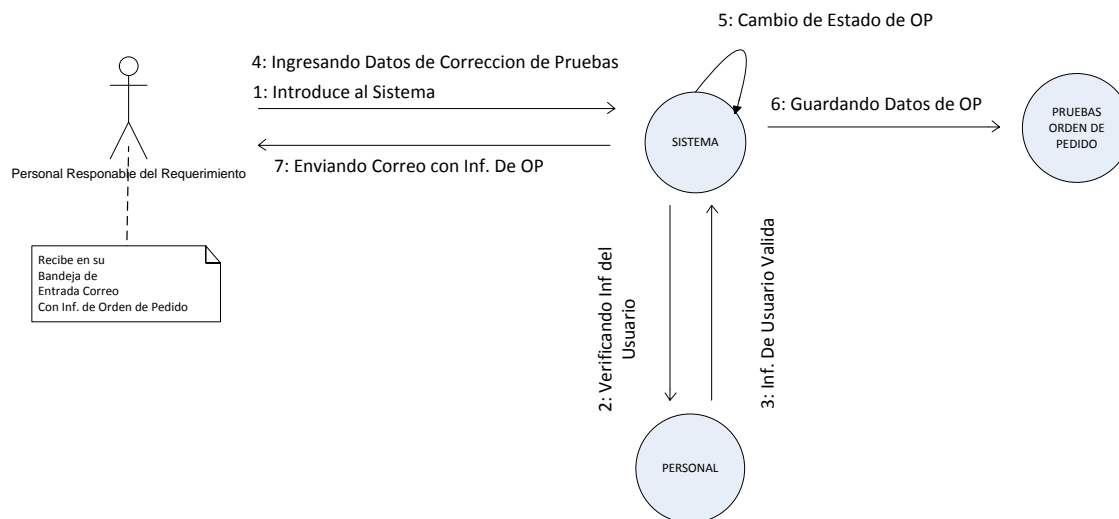 5: Cambio de Estado de OP
4: Ingresando Datos de Correccion de Pruebas
1: Introduce al Sistema
6: Guardando Datos de OP
PRUEBAS
ORDEN DE
PEDIDO
SISTEMA
7: Enviando Correo con Inf. De OP
Personal Responable del Requerimiento
Recibe en su
Bandeja de
Entrada Correo
Con Inf. de Orden de Pedido
2: Verificando Inf del
Usuario
3: Inf. De Usuario Valida
PERSONAL